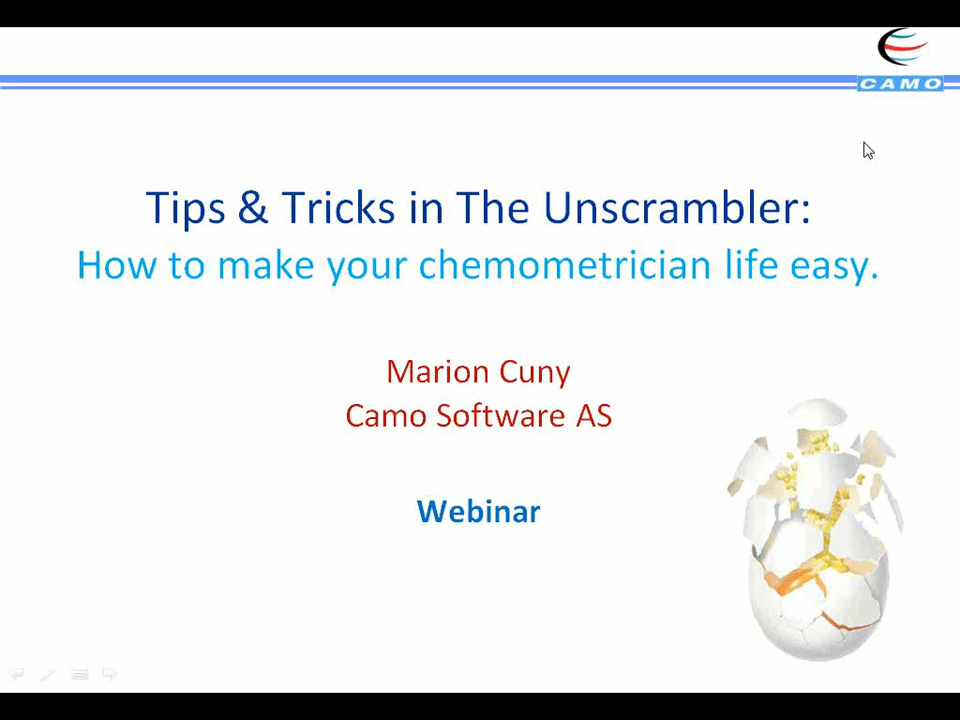 CAMO
Tips & Tricks in The Unscrambler:
How to make your chemometrician life easy.
Marion Cuny
Camo Software AS
Webinar